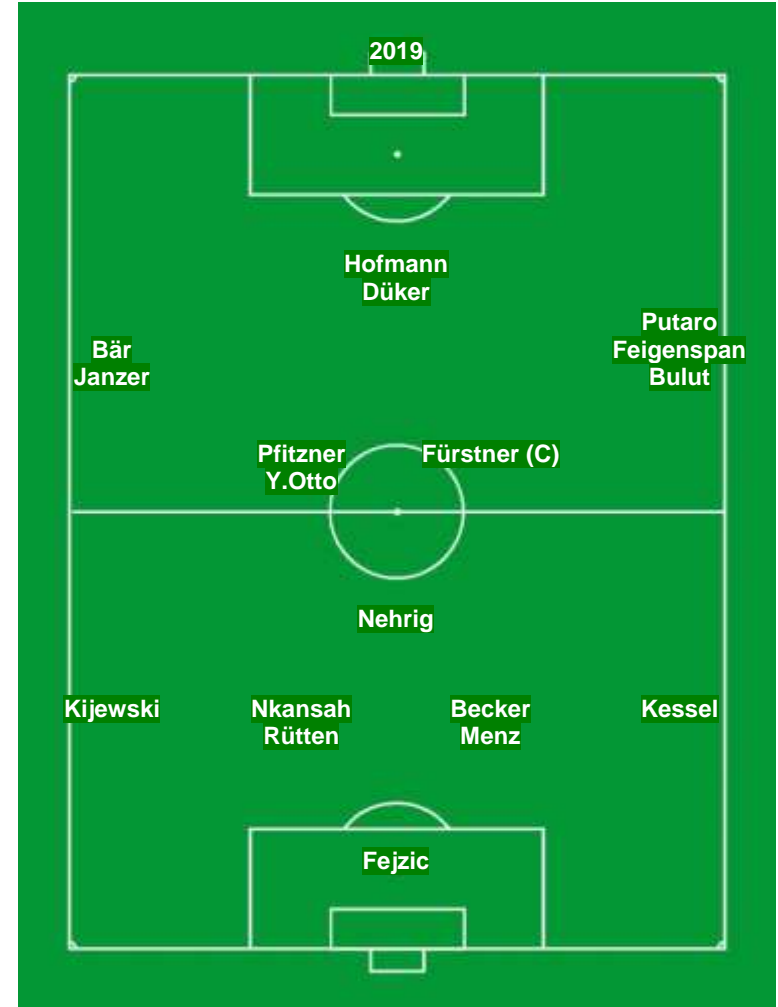 2019
Hofmann
Düker
Putaro
Feigenspan
Bulut
Bär
Janzer
Pfitzner
Y.Otto
Fürstner (C)
Nehrig
Kijewski
Nkansah
Rütten
Becker
Menz
Kessel
Fejzic